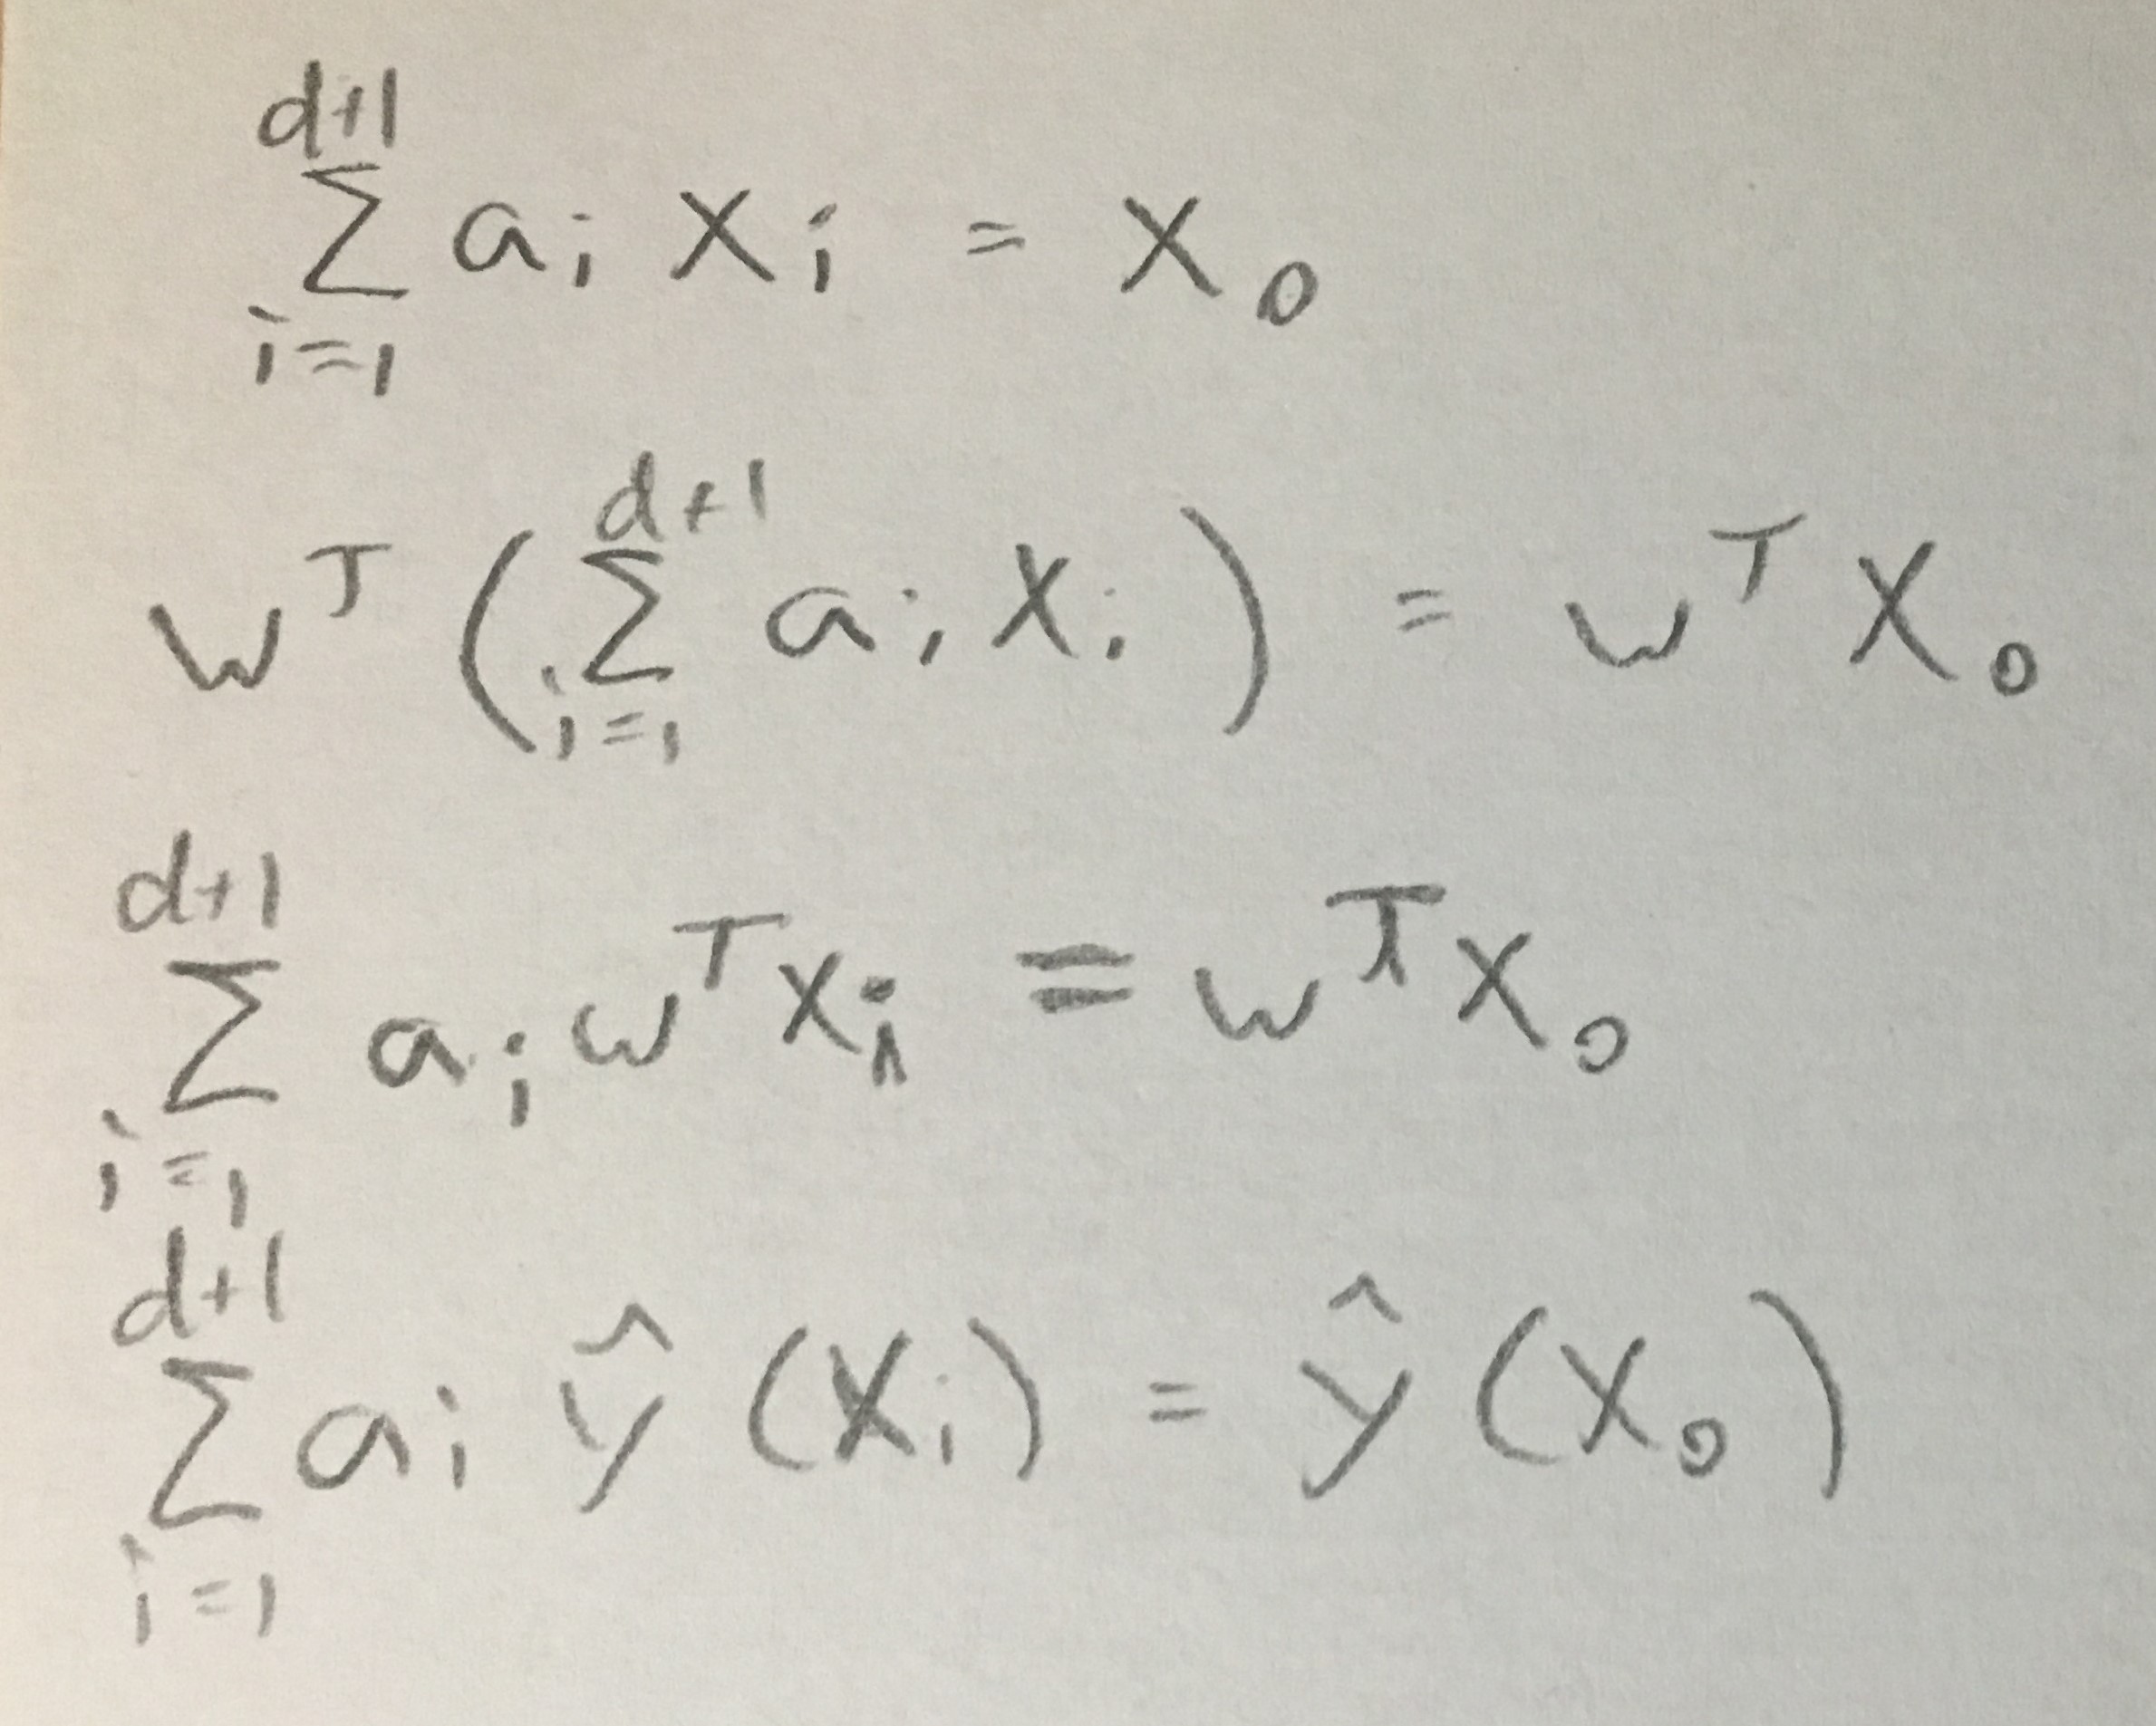 \sum_{i=1}^{d+1} a_i x_i = x_0
w^T \left( \sum_{i=1}^{d+1} a_i x_i \right) = w^T x_0
\sum_{i=1}^{d+1} a_i w^T x_i = w^T x_0
\sum_{i=1}^{d+1} a_i \hat{y}(x_i) = \hat{y}(x_0)